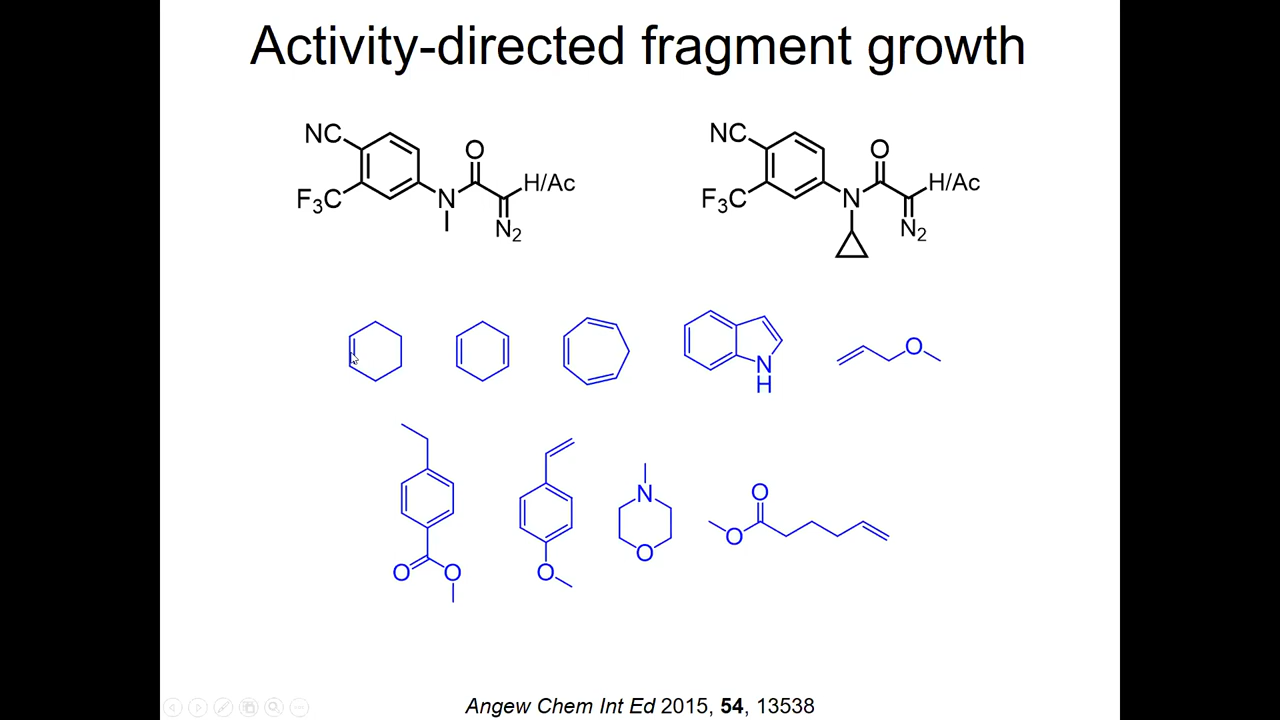 Activity-directed fragment growth
NC
F3C
N
O
H/Ac
N2
NC
F3C
N
O
H/Ac
N2
N
H
O
O
O
O
N
O
O
O
Angew Chem Int Ed 2015, 54, 13538